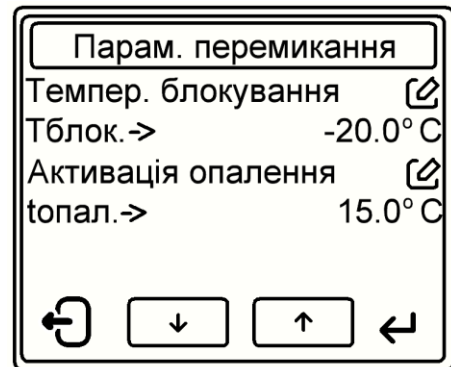 Парам. перемикання
Темпер. блокування
Тблок.-> -20.0° C
Активація опалення
tопал.-> 15.0° C